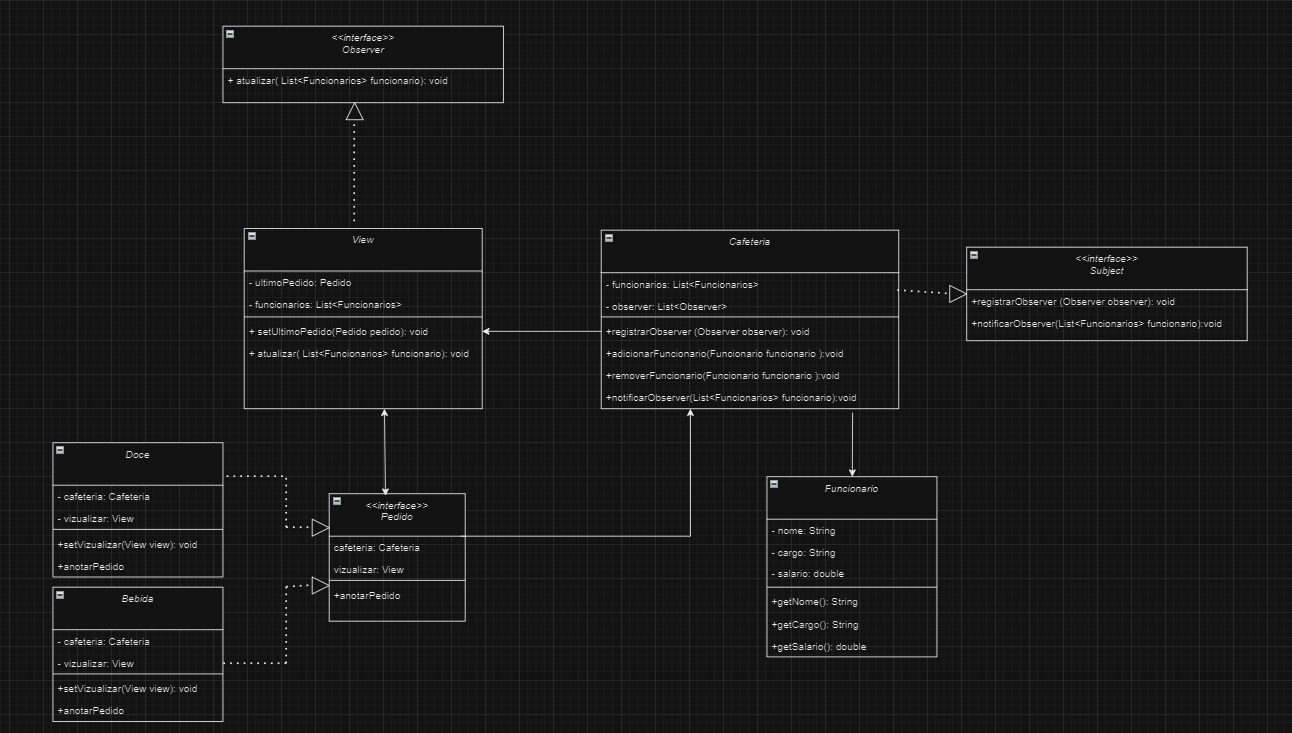 <<interface>>
Observer
+ atualizar( List<Funcionarios> funcionario): void
View
- ultimoPedido: Pedido
- funcionarios: List<Funcionarios>
+ setUltimoPedido(Pedido pedido): void
+ atualizar( List<Funcionarios> funcionario): void
Cafeteria
- funcionarios: List<Funcionarios>
- observer: List<Observer>
+registrarObserver (Observer observer): void
+adicionarFuncionario(Funcionario funcionario ):void
+removerFuncionario(Funcionario funcionario ):void
+notificarObserver(List<Funcionarios> funcionario):void
<<interface>>
Subject
+registrarObserver (Observer observer): void
+notificarObserver(List<Funcionarios> funcionario):void
Doce
- cafeteria: Cafeteria
- vizualizar: View
+setVizualizar(View view): void
+anotarPedido
<<interface>>
Pedido
cafeteria: Cafeteria
vizualizar: View
+anotarPedido
Funcionario
- nome: String
- cargo: String
- salario: double
+getNome(): String
+getCargo(): String
+getSalario(): double
Bebida
- cafeteria: Cafeteria
- vizualizar: View
+setVizualizar(View view): void
+anotarPedido